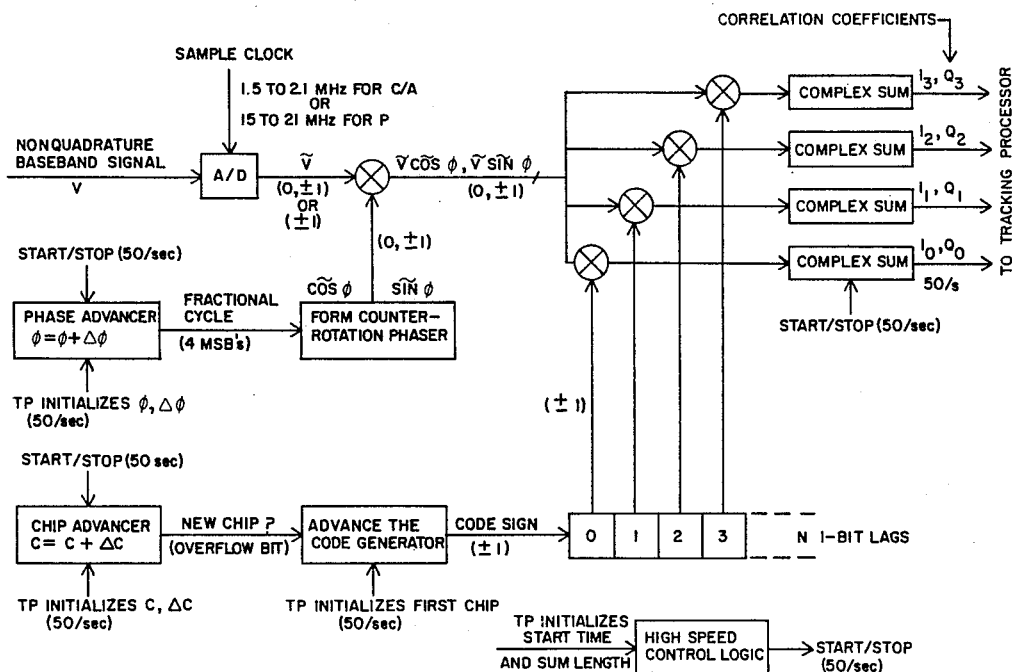 CORRELATION COEFFICIENTS
SAMPLE CLOCK
1.5 TO 2.1 MHz FOR C/A
OR
15 TO 21 MHz FOR P
NONQUADRATURE
BASEBAND SIGNAL
V
A/D
Ṽ
(0,±1)
OR
(±1)
Ṽ CO͂S ϕ, Ṽ SIÑ ϕ
(0,±1)
COMPLEX SUM
I3, Q3
COMPLEX SUM
I2, Q2
COMPLEX SUM
I1, Q1
COMPLEX SUM
I0, Q0
50/s
TO TRACKING PROCESSOR
START/STOP (50/sec)
START/STOP (50/sec)
PHASE ADVANCER
ϕ=ϕ+Δϕ
FRACTIONAL
CYCLE
(4 MSB's)
(0,±1)
CO͂S ϕ SIÑ ϕ
FORM COUNTER-
ROTATION PHASER
TP INITIALIZES ϕ, Δϕ
(50/sec)
(±1)
START/STOP (50 sec)
CHIP ADVANCER
C= C + ΔC
NEW CHIP ?
(OVERFLOW BIT)
ADVANCE THE
CODE GENERATOR
CODE SIGN
(±1)
0 1 2 3
N 1-BIT LAGS
TP INITIALIZES C, ΔC
(50/sec)
TP INITIALIZES FIRST CHIP
(50/sec)
TP INITIALIZES
START TIME
AND SUM LENGTH
HIGH SPEED
CONTROL LOGIC
START/STOP
(50/sec)